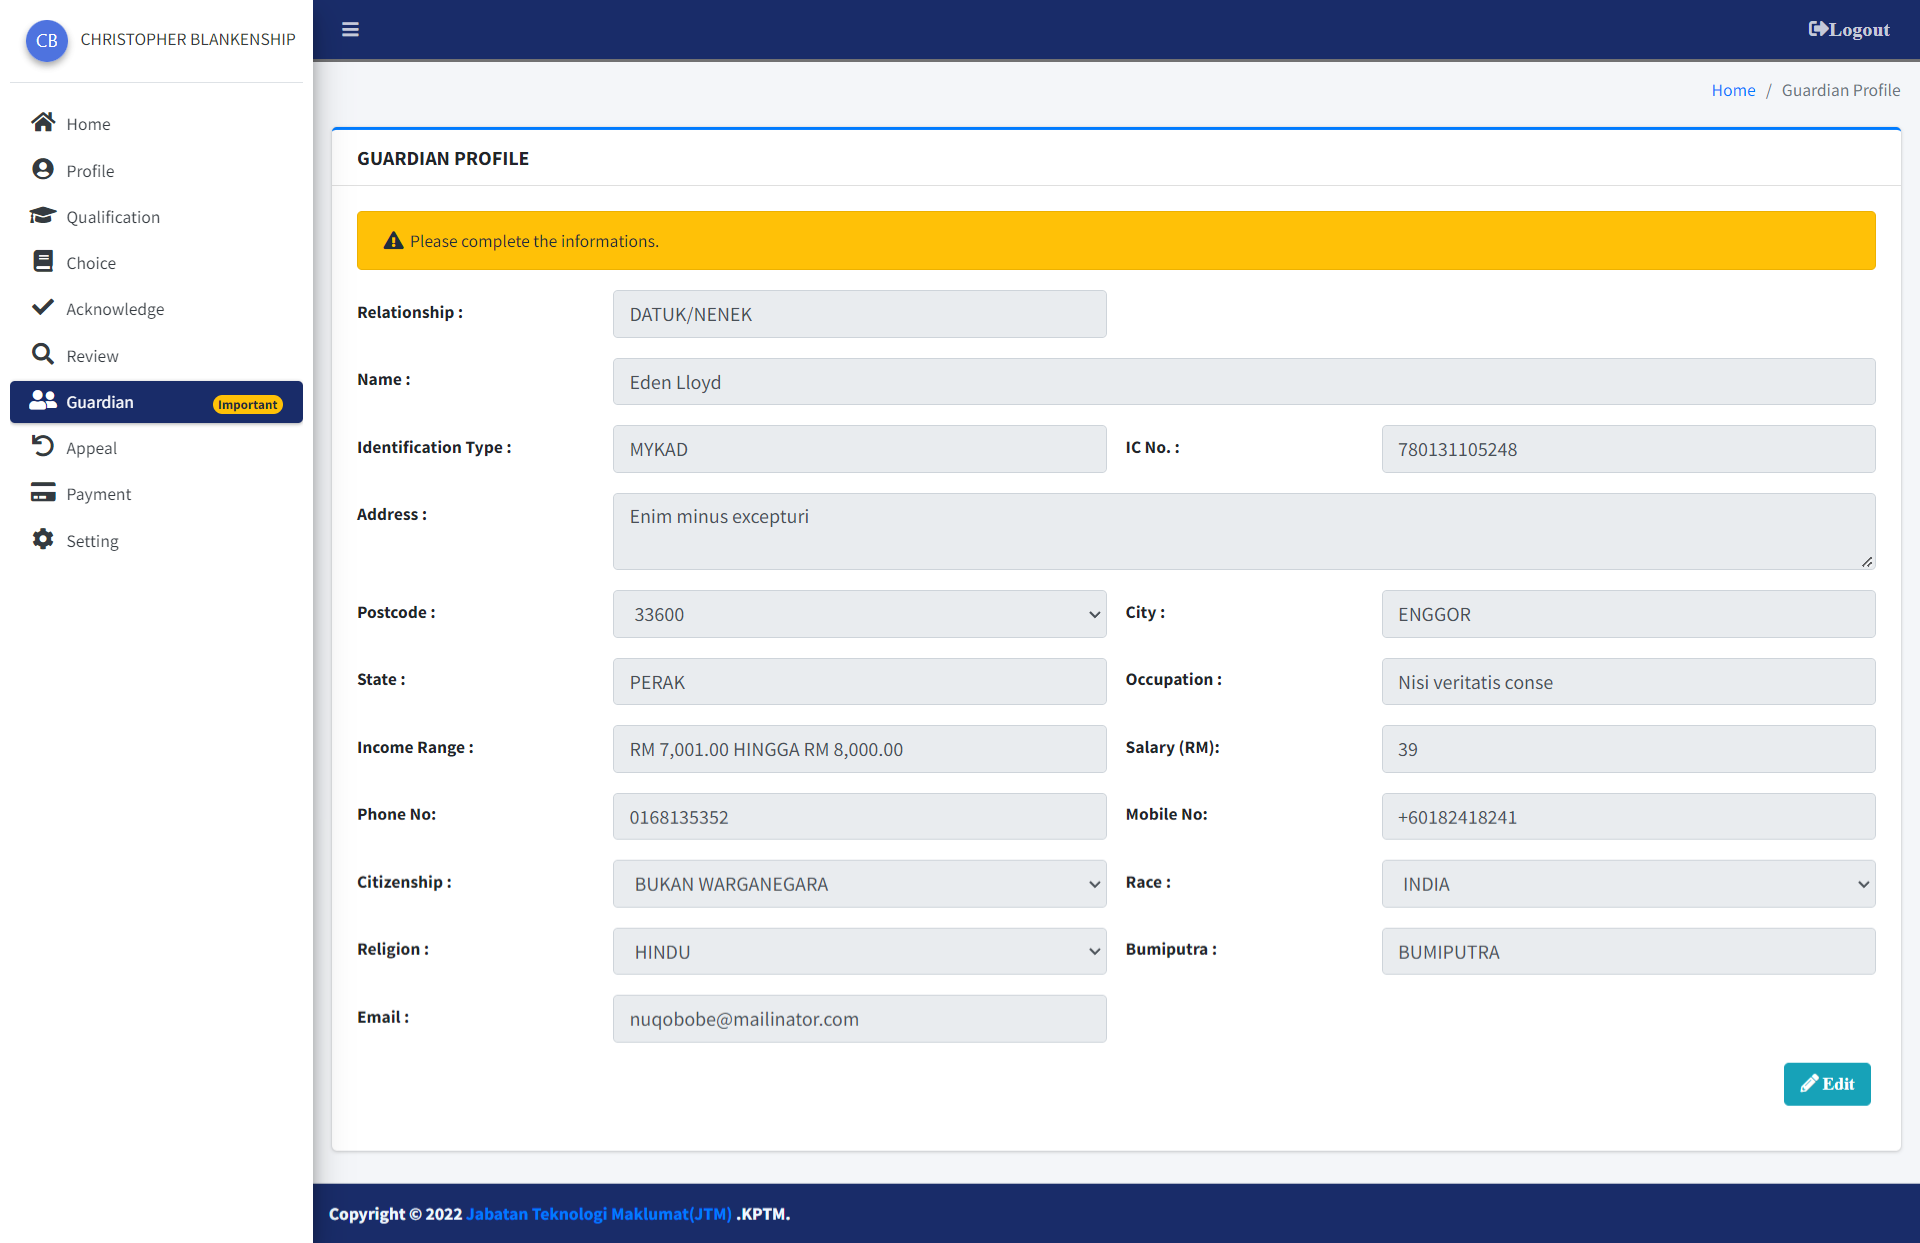 CB CHRISTOPHER BLANKENSHIP
Logout
Home / Guardian Profile
Home
Profile
Qualification
Choice
Acknowledge
Review
Guardian Important
Appeal
Payment
Setting
GUARDIAN PROFILE
Please complete the informations.
Relationship : DATUK/NENEK
Name : Eden Lloyd
Identification Type : MYKAD IC No. : 780131105248
Address : Enim minus excepturi
Postcode : 33600 City : ENGGOR
State : PERAK Occupation : Nisi veritatis conse
Income Range : RM 7,001.00 HINGGA RM 8,000.00 Salary (RM): 39
Phone No: 0168135352 Mobile No: +60182418241
Citizenship : BUKAN WARGANEGARA Race : INDIA
Religion : HINDU Bumiputra : BUMIPUTRA
Email : nuqobobe@mailinator.com
Edit
Copyright © 2022 Jabatan Teknologi Maklumat(JTM) .KPTM.